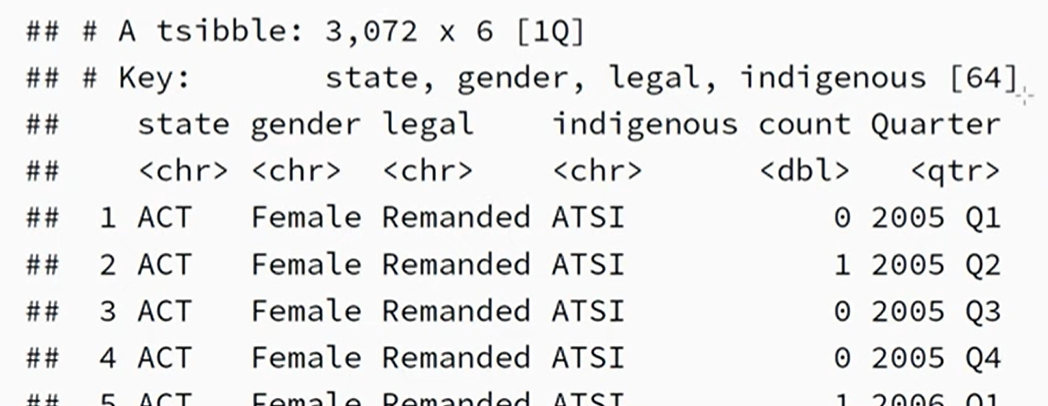 ## # A tsibble: 3,072 x 6 [1Q]
## # Key:       state, gender, legal, indigenous [64]
##    state gender legal    indigenous count Quarter
##    <chr> <chr>  <chr>    <chr>      <dbl>   <qtr>
##  1 ACT   Female Remanded ATSI           0 2005 Q1
##  2 ACT   Female Remanded ATSI           1 2005 Q2
##  3 ACT   Female Remanded ATSI           0 2005 Q3
##  4 ACT   Female Remanded ATSI           0 2005 Q4
##  5 ACT   Female Remanded ATSI           1 2006 Q1